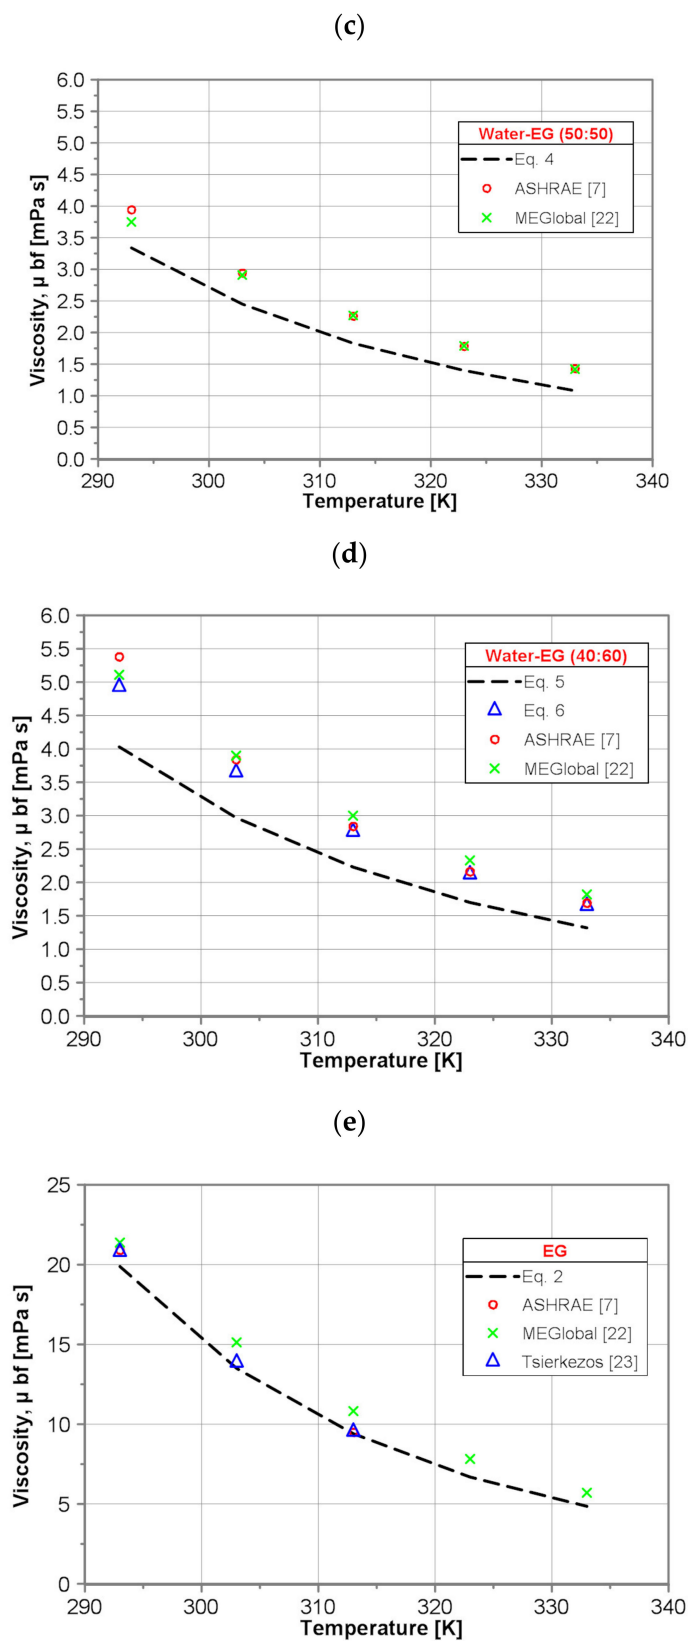 (c)
6.0
5.5
5.0
4.5
4.0
3.5
3.0
2.5
2.0
1.5
1.0
0.5
0.0
Viscosity, μ bf [mPa s]
Water-EG (50:50)
Eq. 4
ASHRAE [7]
MEGlobal [22]
290 300 310 320 330 340
Temperature [K]
(d)
6.0
5.5
5.0
4.5
4.0
3.5
3.0
2.5
2.0
1.5
1.0
0.5
0.0
Viscosity, μ bf [mPa s]
Water-EG (40:60)
Eq. 5
Eq. 6
ASHRAE [7]
MEGlobal [22]
290 300 310 320 330 340
Temperature [K]
(e)
25
20
15
10
5
0
Viscosity, μ bf [mPa s]
EG
Eq. 2
ASHRAE [7]
MEGlobal [22]
Tsierkezos [23]
290 300 310 320 330 340
Temperature [K]